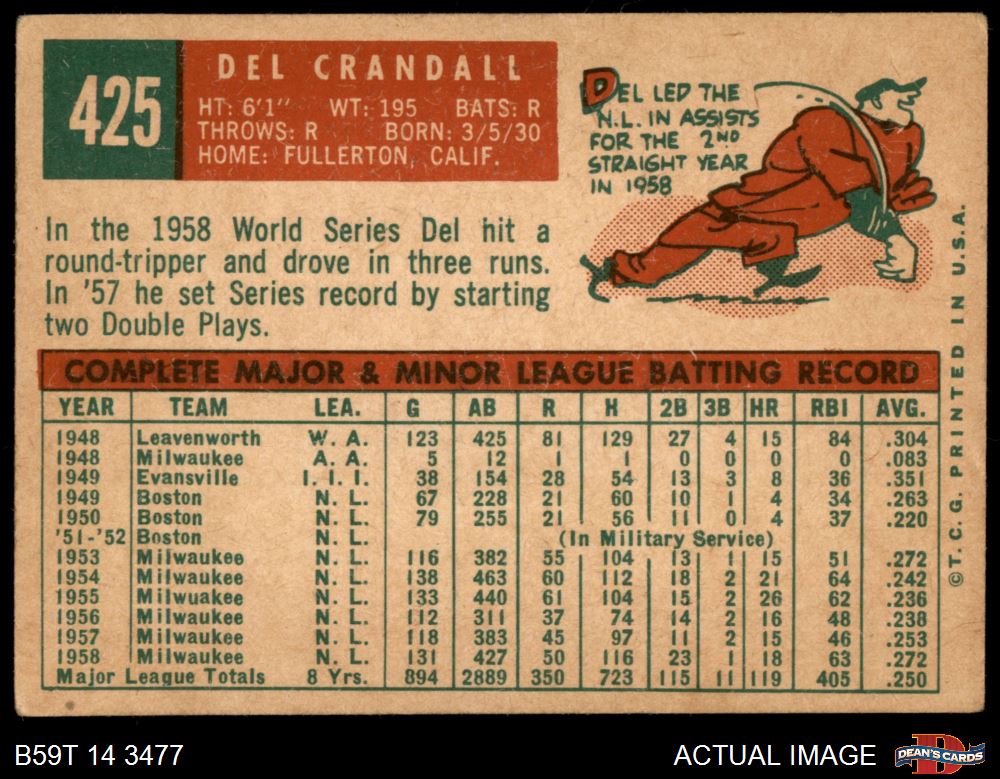 425
DEL CRANDALL
HT: 6'1" WT: 195 BATS: R
THROWS: R BORN: 3/5/30
HOME: FULLERTON, CALIF.
DEL LED THE
N.L. IN ASSISTS
FOR THE 2ND
STRAIGHT YEAR
IN 1958
In the 1958 World Series Del hit a
round-tripper and drove in three runs.
In '57 he set Series record by starting
two Double Plays.
COMPLETE MAJOR & MINOR LEAGUE BATTING RECORD
YEAR TEAM LEA. G AB R H 2B 3B HR RBI AVG.
1948 Leavenworth W. A. 123 425 81 129 27 4 15 84 .304
1948 Milwaukee A. A. 5 12 1 1 0 0 0 0 .083
1949 Evansville I. I. I. 38 154 28 54 13 3 8 36 .351
1949 Boston N. L. 67 228 21 60 10 1 4 34 .263
1950 Boston N. L. 79 255 21 56 11 0 4 37 .220
'51-'52 Boston N. L. (In Military Service)
1953 Milwaukee N. L. 116 382 55 104 13 1 15 51 .272
1954 Milwaukee N. L. 138 463 60 112 18 2 21 64 .242
1955 Milwuakee N. L. 133 440 61 104 15 2 26 62 .236
1956 Milwaukee N. L. 112 311 37 74 14 2 16 48 .238
1957 Milwaukee N. L. 118 383 45 97 11 2 15 46 .253
1958 Milwaukee N. L. 131 427 50 116 23 1 18 63 .272
Major League Totals 8 Yrs. 894 2889 350 723 115 11 119 405 .250
© T. C. G. PRINTED IN U.S.A.
B59T 14 3477
ACTUAL IMAGE
D
DEAN'S CARDS